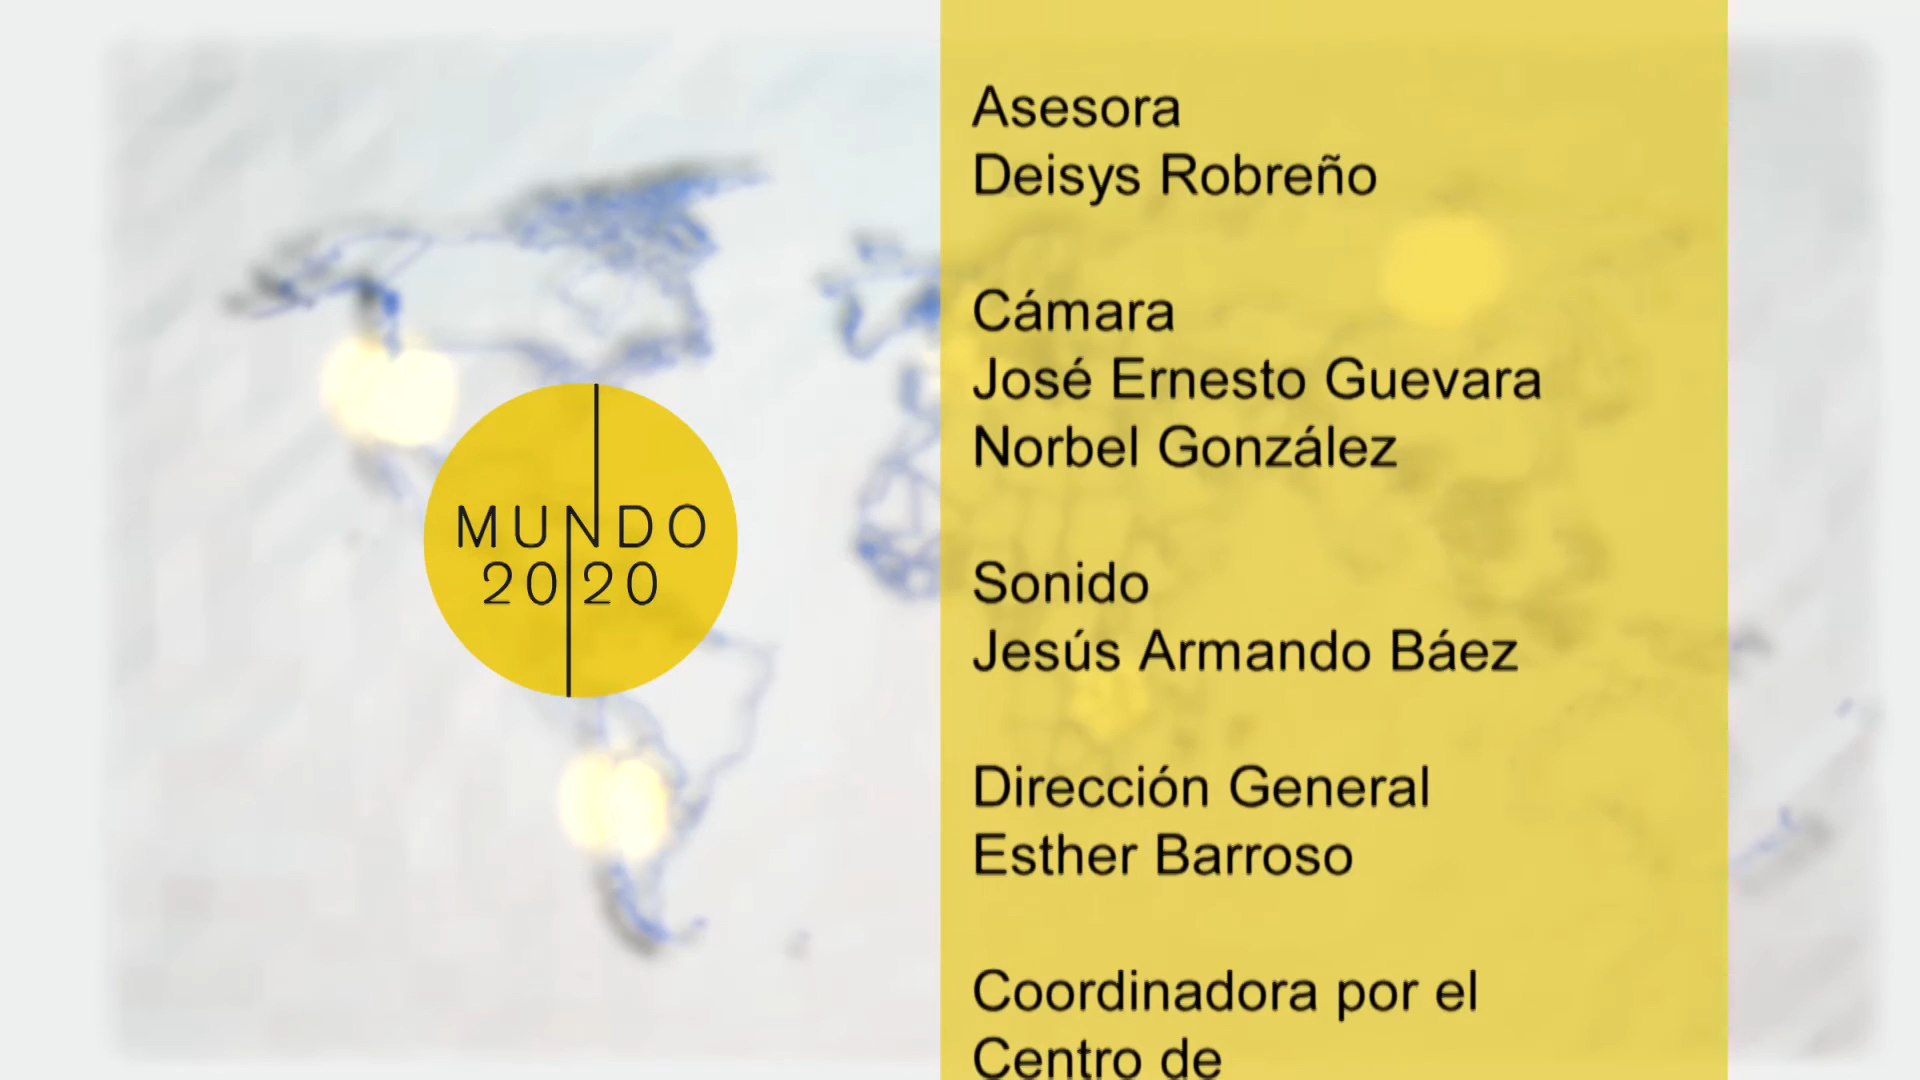 MUNDO
2020
Asesora
Deisys Robreño
Cámara
José Ernesto Guevara
Norbel González
Sonido
Jesús Armando Báez
Dirección General
Esther Barroso
Coordinadora por el
Centro de